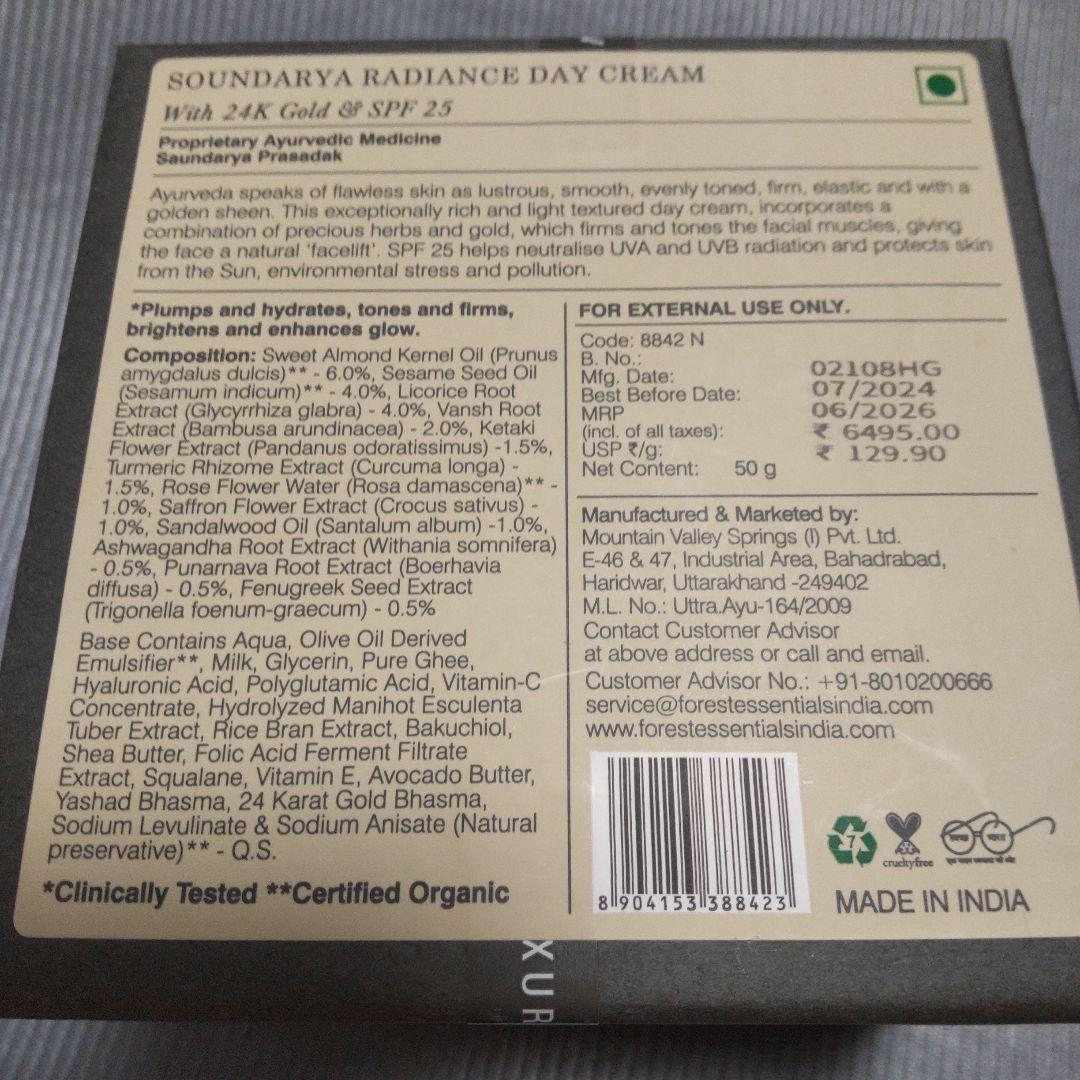 SOUNDARYA RADIANCE DAY CREAM
With 24K Gold & SPF 25
Proprietary Ayurvedic Medicine
Saundarya Prasadak
Ayurveda speaks of flawless skin as lustrous, smooth, evenly toned, firm, elastic and with a
golden sheen. This exceptionally rich and light textured day cream, incorporates a
combination of precious herbs and gold, which firms and tones the facial muscles, giving
the face a natural 'facelift'. SPF 25 helps neutralise UVA and UVB radiation and protects skin
from the Sun, environmental stress and pollution.
*Plumps and hydrates, tones and firms,
brightens and enhances glow.
Composition: Sweet Almond Kernel Oil (Prunus
amygdalus dulcis)** - 6.0%, Sesame Seed Oil
(Sesamum indicum)** - 4.0%, Licorice Root
Extract (Glycyrrhiza glabra) - 4.0%, Vansh Root
Extract (Bambusa arundinacea) - 2.0%, Ketaki
Flower Extract (Pandanus odoratissimus) -1.5%,
Turmeric Rhizome Extract (Curcuma longa) -
1.5%, Rose Flower Water (Rosa damascena)** -
1.0%, Saffron Flower Extract (Crocus sativus) -
1.0%, Sandalwood Oil (Santalum album) -1.0%,
Ashwagandha Root Extract (Withania somnifera)
- 0.5%, Punarnava Root Extract (Boerhavia
diffusa) - 0.5%, Fenugreek Seed Extract
(Trigonella foenum-graecum) - 0.5%
Base Contains Aqua, Olive Oil Derived
Emulsifier**, Milk, Glycerin, Pure Ghee,
Hyaluronic Acid, Polyglutamic Acid, Vitamin-C
Concentrate, Hydrolyzed Manihot Esculenta
Tuber Extract, Rice Bran Extract, Bakuchiol,
Shea Butter, Folic Acid Ferment Filtrate
Extract, Squalane, Vitamin E, Avocado Butter,
Yashad Bhasma, 24 Karat Gold Bhasma,
Sodium Levulinate & Sodium Anisate (Natural
preservative)** - Q.S.
*Clinically Tested **Certified Organic
FOR EXTERNAL USE ONLY.
Code: 8842 N
B. No.: 02108HG
Mfg. Date: 07/2024
Best Before Date: 06/2026
MRP
(incl. of all taxes): ₹ 6495.00
USP ₹/g: ₹ 129.90
Net Content: 50 g
Manufactured & Marketed by:
Mountain Valley Springs (I) Pvt. Ltd.
E-46 & 47, Industrial Area, Bahadrabad,
Haridwar, Uttarakhand -249402
M.L. No.: Uttra.Ayu-164/2009
Contact Customer Advisor
at above address or call and email.
Customer Advisor No.: +91-8010200666
service@forestessentialsindia.com
www.forestessentialsindia.com
8 904153 388423
7
crueltyfree
MADE IN INDIA
XUR